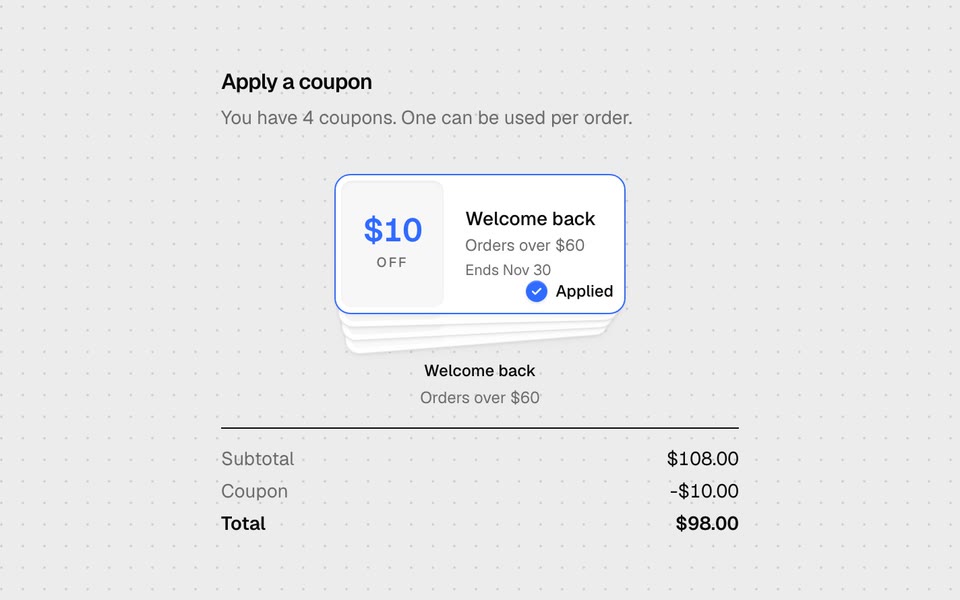 Apply a coupon
You have 4 coupons. One can be used per order.
$10
OFF
Welcome back
Orders over $60
Ends Nov 30
Applied
Welcome back
Orders over $60
Subtotal $108.00
Coupon -$10.00
Total $98.00